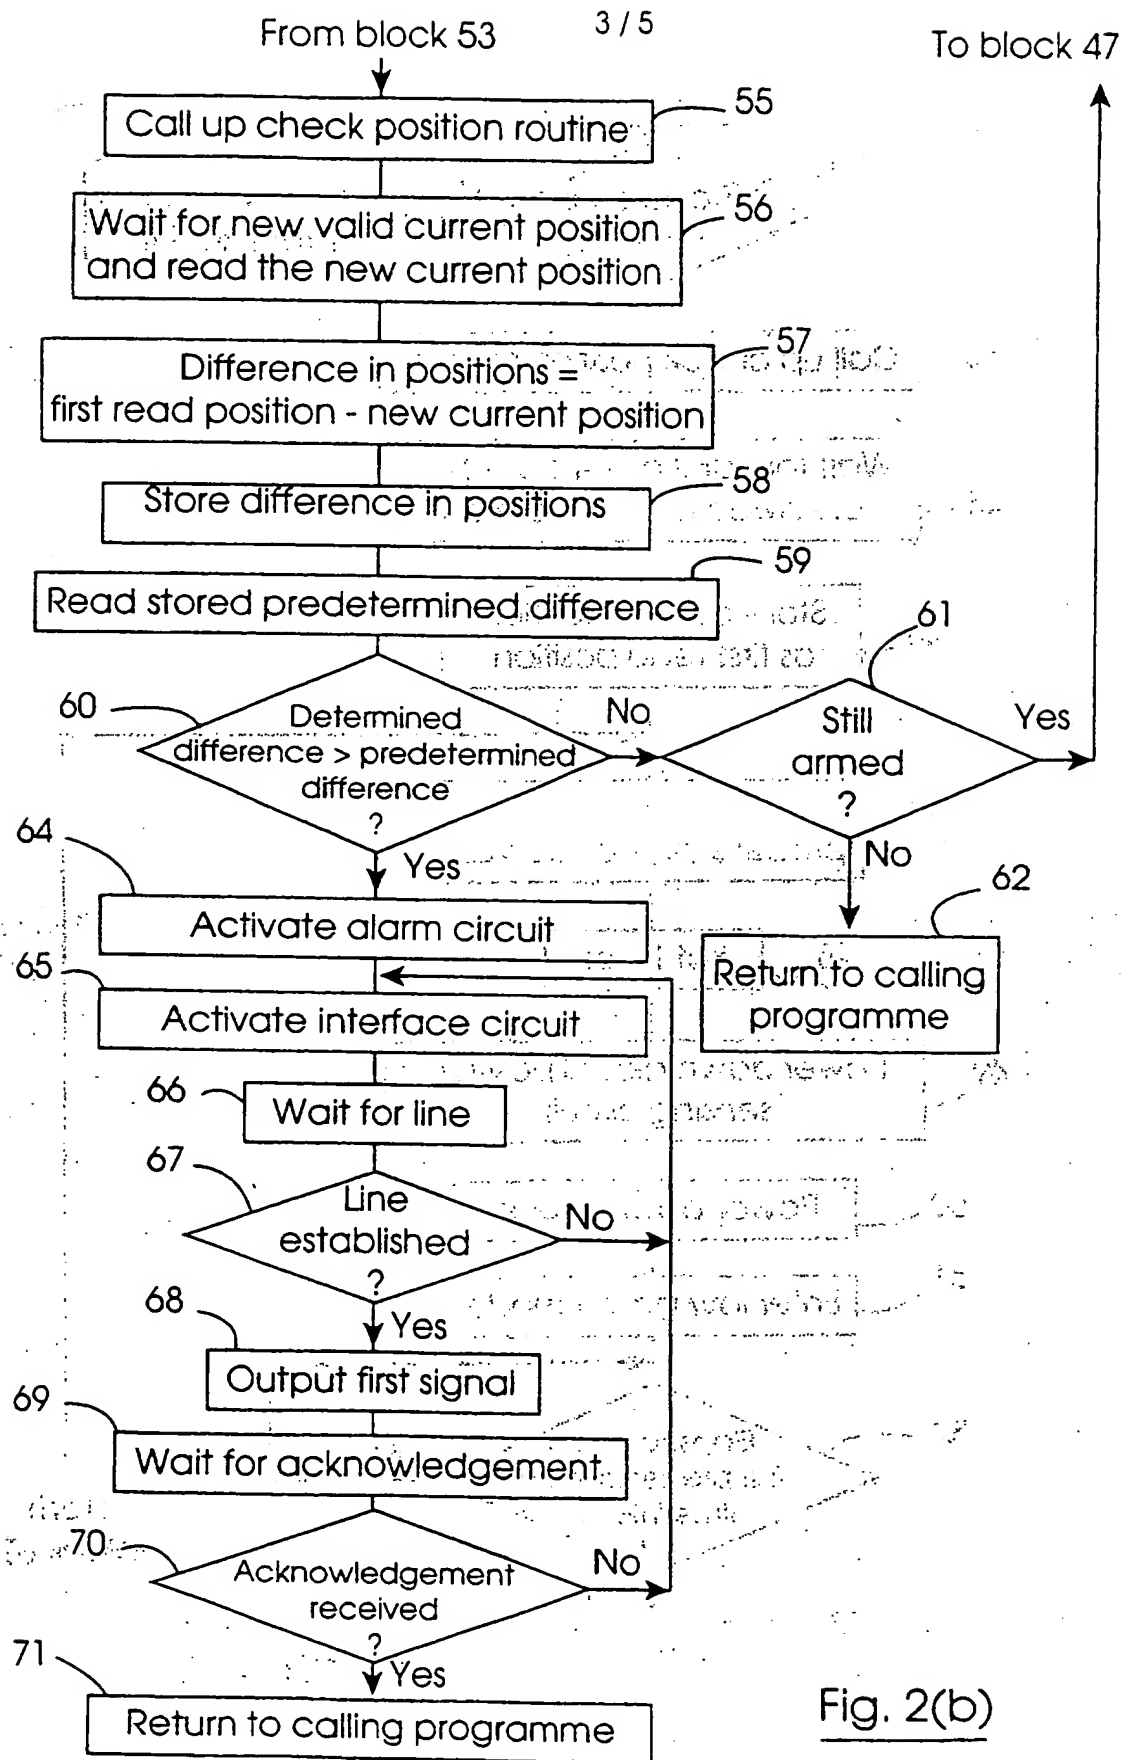 3 / 5
From block 53
To block 47
55
Call up check position routine
56
Wait for new valid current position
and read the new current position
57
Difference in positions =
first read position - new current position
58
Store difference in positions
59
Read stored predetermined difference
60
Determined
difference > predetermined
difference
?
No
61
Still
armed
?
Yes
No
62
Return to calling
programme
Yes
64
Activate alarm circuit
65
Activate interface circuit
66
Wait for line
67
Line
established
?
No
Yes
68
Output first signal
69
Wait for acknowledgement
70
Acknowledgement
received
?
No
Yes
71
Return to calling programme
Fig. 2(b)